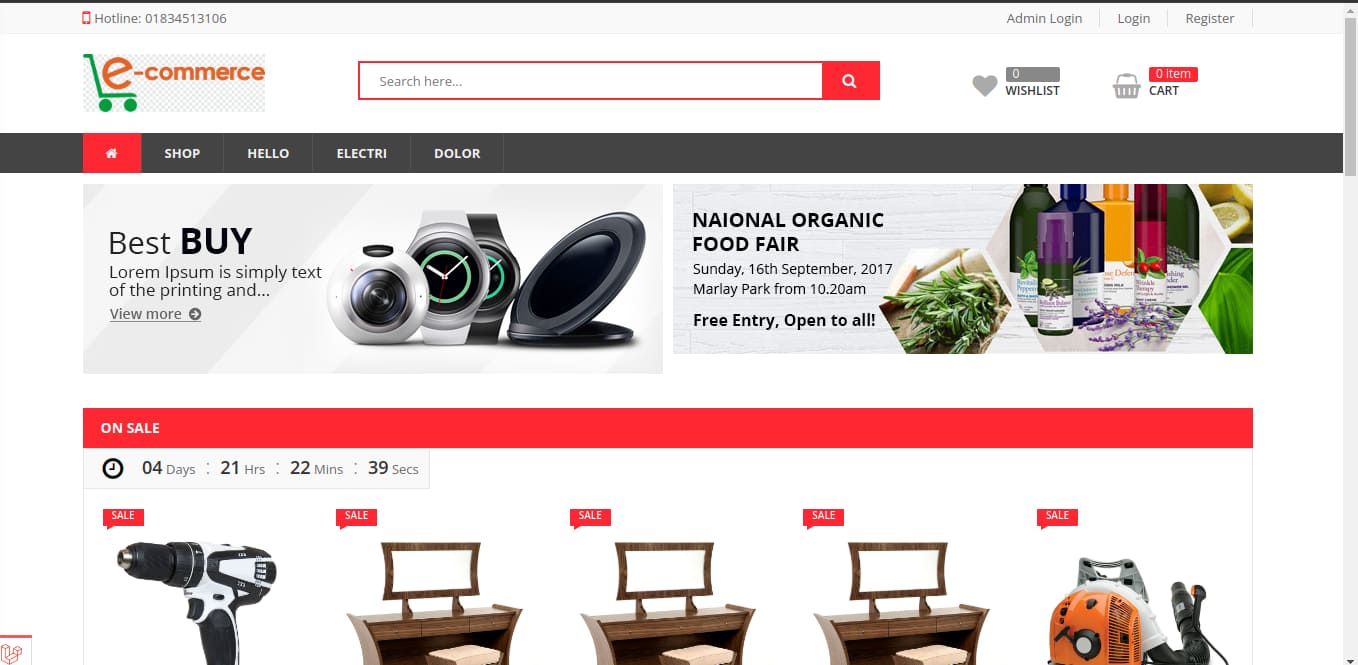 Hotline: 01834513106
Admin Login
Login
Register
e-commerce
Search here...
0
WISHLIST
0 item
CART
SHOP
HELLO
ELECTRI
DOLOR
Best BUY
Lorem Ipsum is simply text
of the printing and...
View more
NAIONAL ORGANIC
FOOD FAIR
Sunday, 16th September, 2017
Marlay Park from 10.20am
Free Entry, Open to all!
ON SALE
04 Days : 21 Hrs : 22 Mins : 39 Secs
SALE
SALE
SALE
SALE
SALE